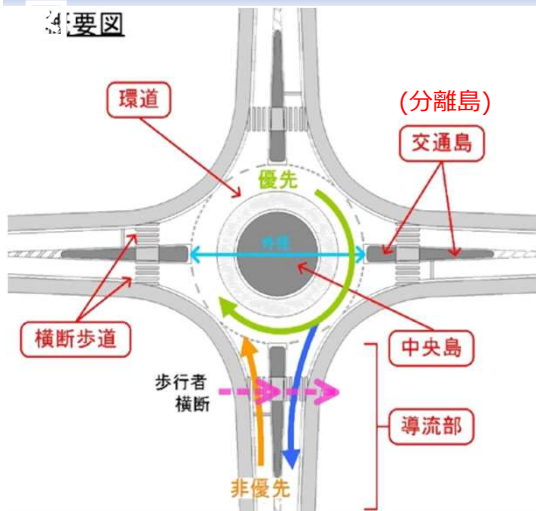 要図
環道
(分離島)
交通島
優先
外径
横断歩道
中央島
歩行者
横断
導流部
非優先